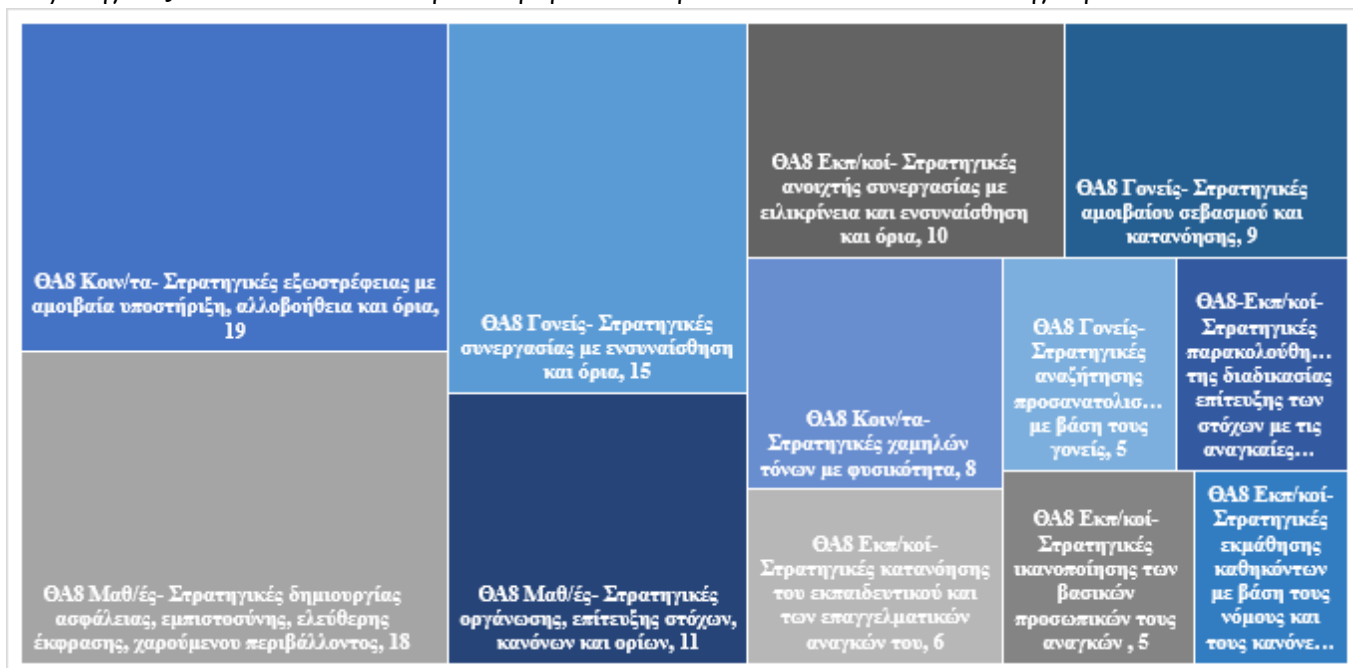 ΘΑ8 Κοιν/τα- Στρατηγικές εξωστρέφειας με
αμοιβαία υποστήριξη, αλλοβοήθεια και όρια,
19
ΘΑ8 Μαθ/ές- Στρατηγικές δημιουργίας
ασφάλειας, εμπιστοσύνης, ελεύθερης
έκφρασης, χαρούμενου περιβάλλοντος, 18
ΘΑ8 Γονείς- Στρατηγικές
συνεργασίας με ενσυναίσθηση
και όρια, 15
ΘΑ8 Μαθ/ές- Στρατηγικές
οργάνωσης, επίτευξης στόχων,
κανόνων και ορίων, 11
ΘΑ8 Εκπ/κοί- Στρατηγικές
ανοιχτής συνεργασίας με
ειλικρίνεια και ενσυναίσθηση
και όρια, 10
ΘΑ8 Γονείς- Στρατηγικές
αμοιβαίου σεβασμού και
κατανόησης, 9
ΘΑ8 Κοιν/τα-
Στρατηγικές χαμηλών
τόνων με φυσικότητα, 8
ΘΑ8 Εκπ/κοί-
Στρατηγικές κατανόησης
του εκπαιδευτικού και
των επαγγελματικών
αναγκών του, 6
ΘΑ8 Γονείς-
Στρατηγικές
αναζήτησης
προσανατολισ...
με βάση τους
γονείς, 5
ΘΑ8-Εκπ/κοί-
Στρατηγικές
παρακολούθη...
της διαδικασίας
επίτευξης των
στόχων με τις
αναγκαίες...
ΘΑ8 Εκπ/κοί-
Στρατηγικές
ικανοποίησης των
βασικών
προσωπικών τους
αναγκών , 5
ΘΑ8 Εκπ/κοί-
Στρατηγικές
εκμάθησης
καθηκόντων
με βάση τους
νόμους και
τους κανόνε...